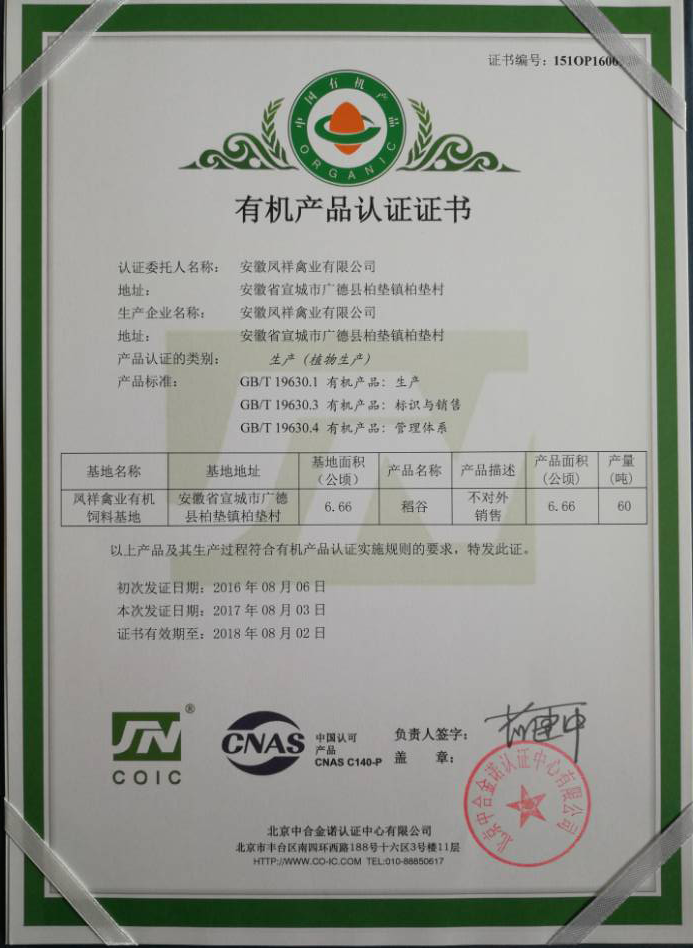 证书编号：151OP1600
中国有机产品
ORGANIC
有机产品认证证书
认证委托人名称： 安徽凤祥禽业有限公司
地址： 安徽省宣城市广德县柏垫镇柏垫村
生产企业名称： 安徽凤祥禽业有限公司
地址： 安徽省宣城市广德县柏垫镇柏垫村
产品认证的类别： 生产（植物生产）
产品标准： GB/T 19630.1 有机产品：生产
GB/T 19630.3 有机产品：标识与销售
GB/T 19630.4 有机产品：管理体系
基地名称 基地地址 基地面积（公顷） 产品名称 产品描述 产品面积（公顷） 产量（吨）
凤祥禽业有机饲料基地 安徽省宣城市广德县柏垫镇柏垫村 6.66 稻谷 不对外销售 6.66 60
以上产品及其生产过程符合有机产品认证实施规则的要求，特发此证。
初次发证日期：2016 年 08 月 06 日
本次发证日期：2017 年 08 月 03 日
证书有效期至：2018 年 08 月 02 日
®
COIC
CNAS
中国认可
产品
CNAS C140-P
负责人签字：
盖 章：
北京中合金诺认证中心有限公司
北京中合金诺认证中心有限公司
北京市丰台区南四环西路188号十六区3号楼11层
HTTP://WWW.CO-IC.COM TEL:010-88850617